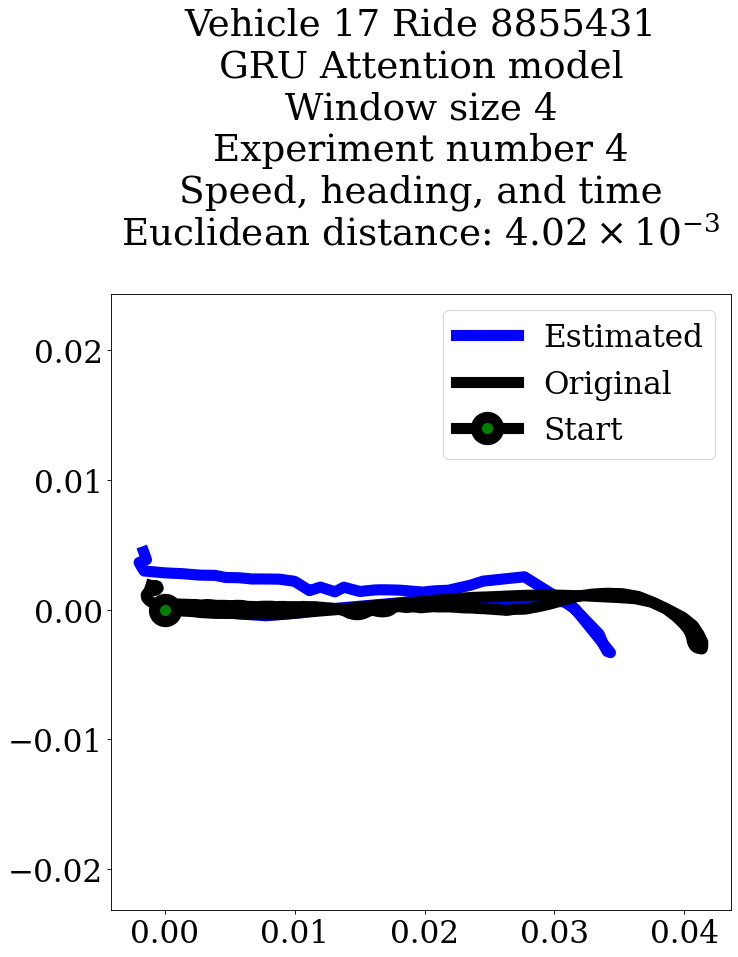 Vehicle 17 Ride 8855431
GRU Attention model
Window size 4
Experiment number 4
Speed, heading, and time
Euclidean distance: 4.02 × 10⁻³
Estimated
Original
Start
0.02
0.01
0.00
−0.01
−0.02
0.00 0.01 0.02 0.03 0.04